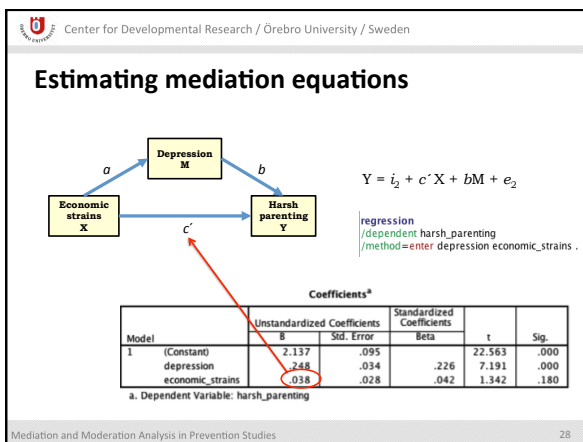 ÖREBRO UNIVERSITET
Center for Developmental Research / Örebro University / Sweden
Estimating mediation equations
Depression
M
a
b
Economic
strains
X
Harsh
parenting
Y
c´
Y = i2 + c´X + bM + e2
regression
/dependent harsh_parenting
/method=enter depression economic_strains .
Coefficientsa
Model
Unstandardized Coefficients
Standardized Coefficients
t
Sig.
B
Std. Error
Beta
1 (Constant) 2.137 .095 22.563 .000
depression .248 .034 .226 7.191 .000
economic_strains .038 .028 .042 1.342 .180
a. Dependent Variable: harsh_parenting
Mediation and Moderation Analysis in Prevention Studies
28